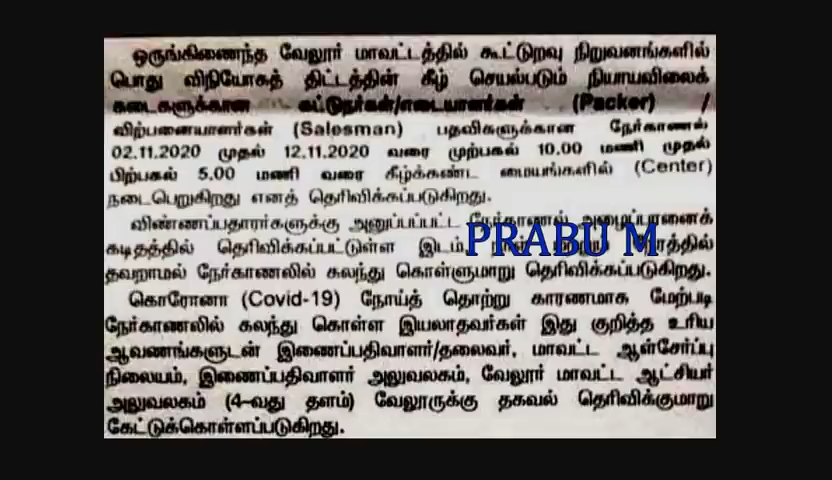 ஒருங்கிணைந்த வேலூர் மாவட்டத்தில் கூட்டுறவு நிறுவனங்களில்
பொது விநியோகத் திட்டத்தின் கீழ் செயல்படும் நியாயவிலைக்
கடைகளுக்கான கட்டுநர்கள்/எடையாளர்கள் (Packer) /
விற்பனையாளர்கள் (Salesman) பதவிகளுக்கான நேர்காணல்
02.11.2020 முதல் 12.11.2020 வரை முற்பகல் 10.00 மணி முதல்
பிற்பகல் 5.00 மணி வரை கீழ்க்கண்ட மையங்களில் (Center)
நடைபெறுகிறது எனத் தெரிவிக்கப்படுகிறது.
விண்ணப்பதாரர்களுக்கு அனுப்பப்பட்ட நேர்காணல் அழைப்பாணைக்
கடிதத்தில் தெரிவிக்கப்பட்டுள்ள இடம், நேரத்தில்
PRABU M
தவறாமல் நேர்காணலில் கலந்து கொள்ளுமாறு தெரிவிக்கப்படுகிறது.
கொரோனா (Covid-19) நோய்த் தொற்று காரணமாக மேற்படி
நேர்காணலில் கலந்து கொள்ள இயலாதவர்கள் இது குறித்த உரிய
ஆவணங்களுடன் இணைப்பதிவாளர்/தலைவர், மாவட்ட ஆள்சேர்ப்பு
நிலையம், இணைப்பதிவாளர் அலுவலகம், வேலூர் மாவட்ட ஆட்சியர்
அலுவலகம் (4-வது தளம்) வேலூருக்கு தகவல் தெரிவிக்குமாறு
கேட்டுக்கொள்ளப்படுகிறது.